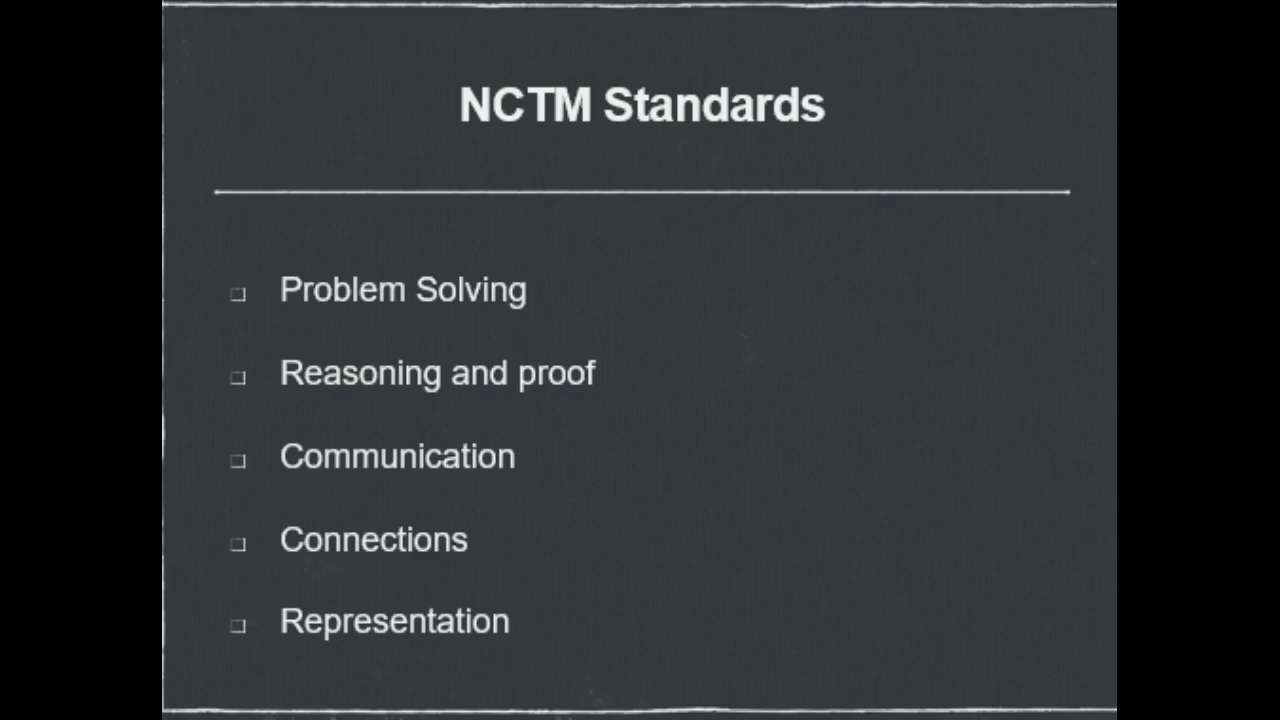 NCTM Standards
Problem Solving
Reasoning and proof
Communication
Connections
Representation